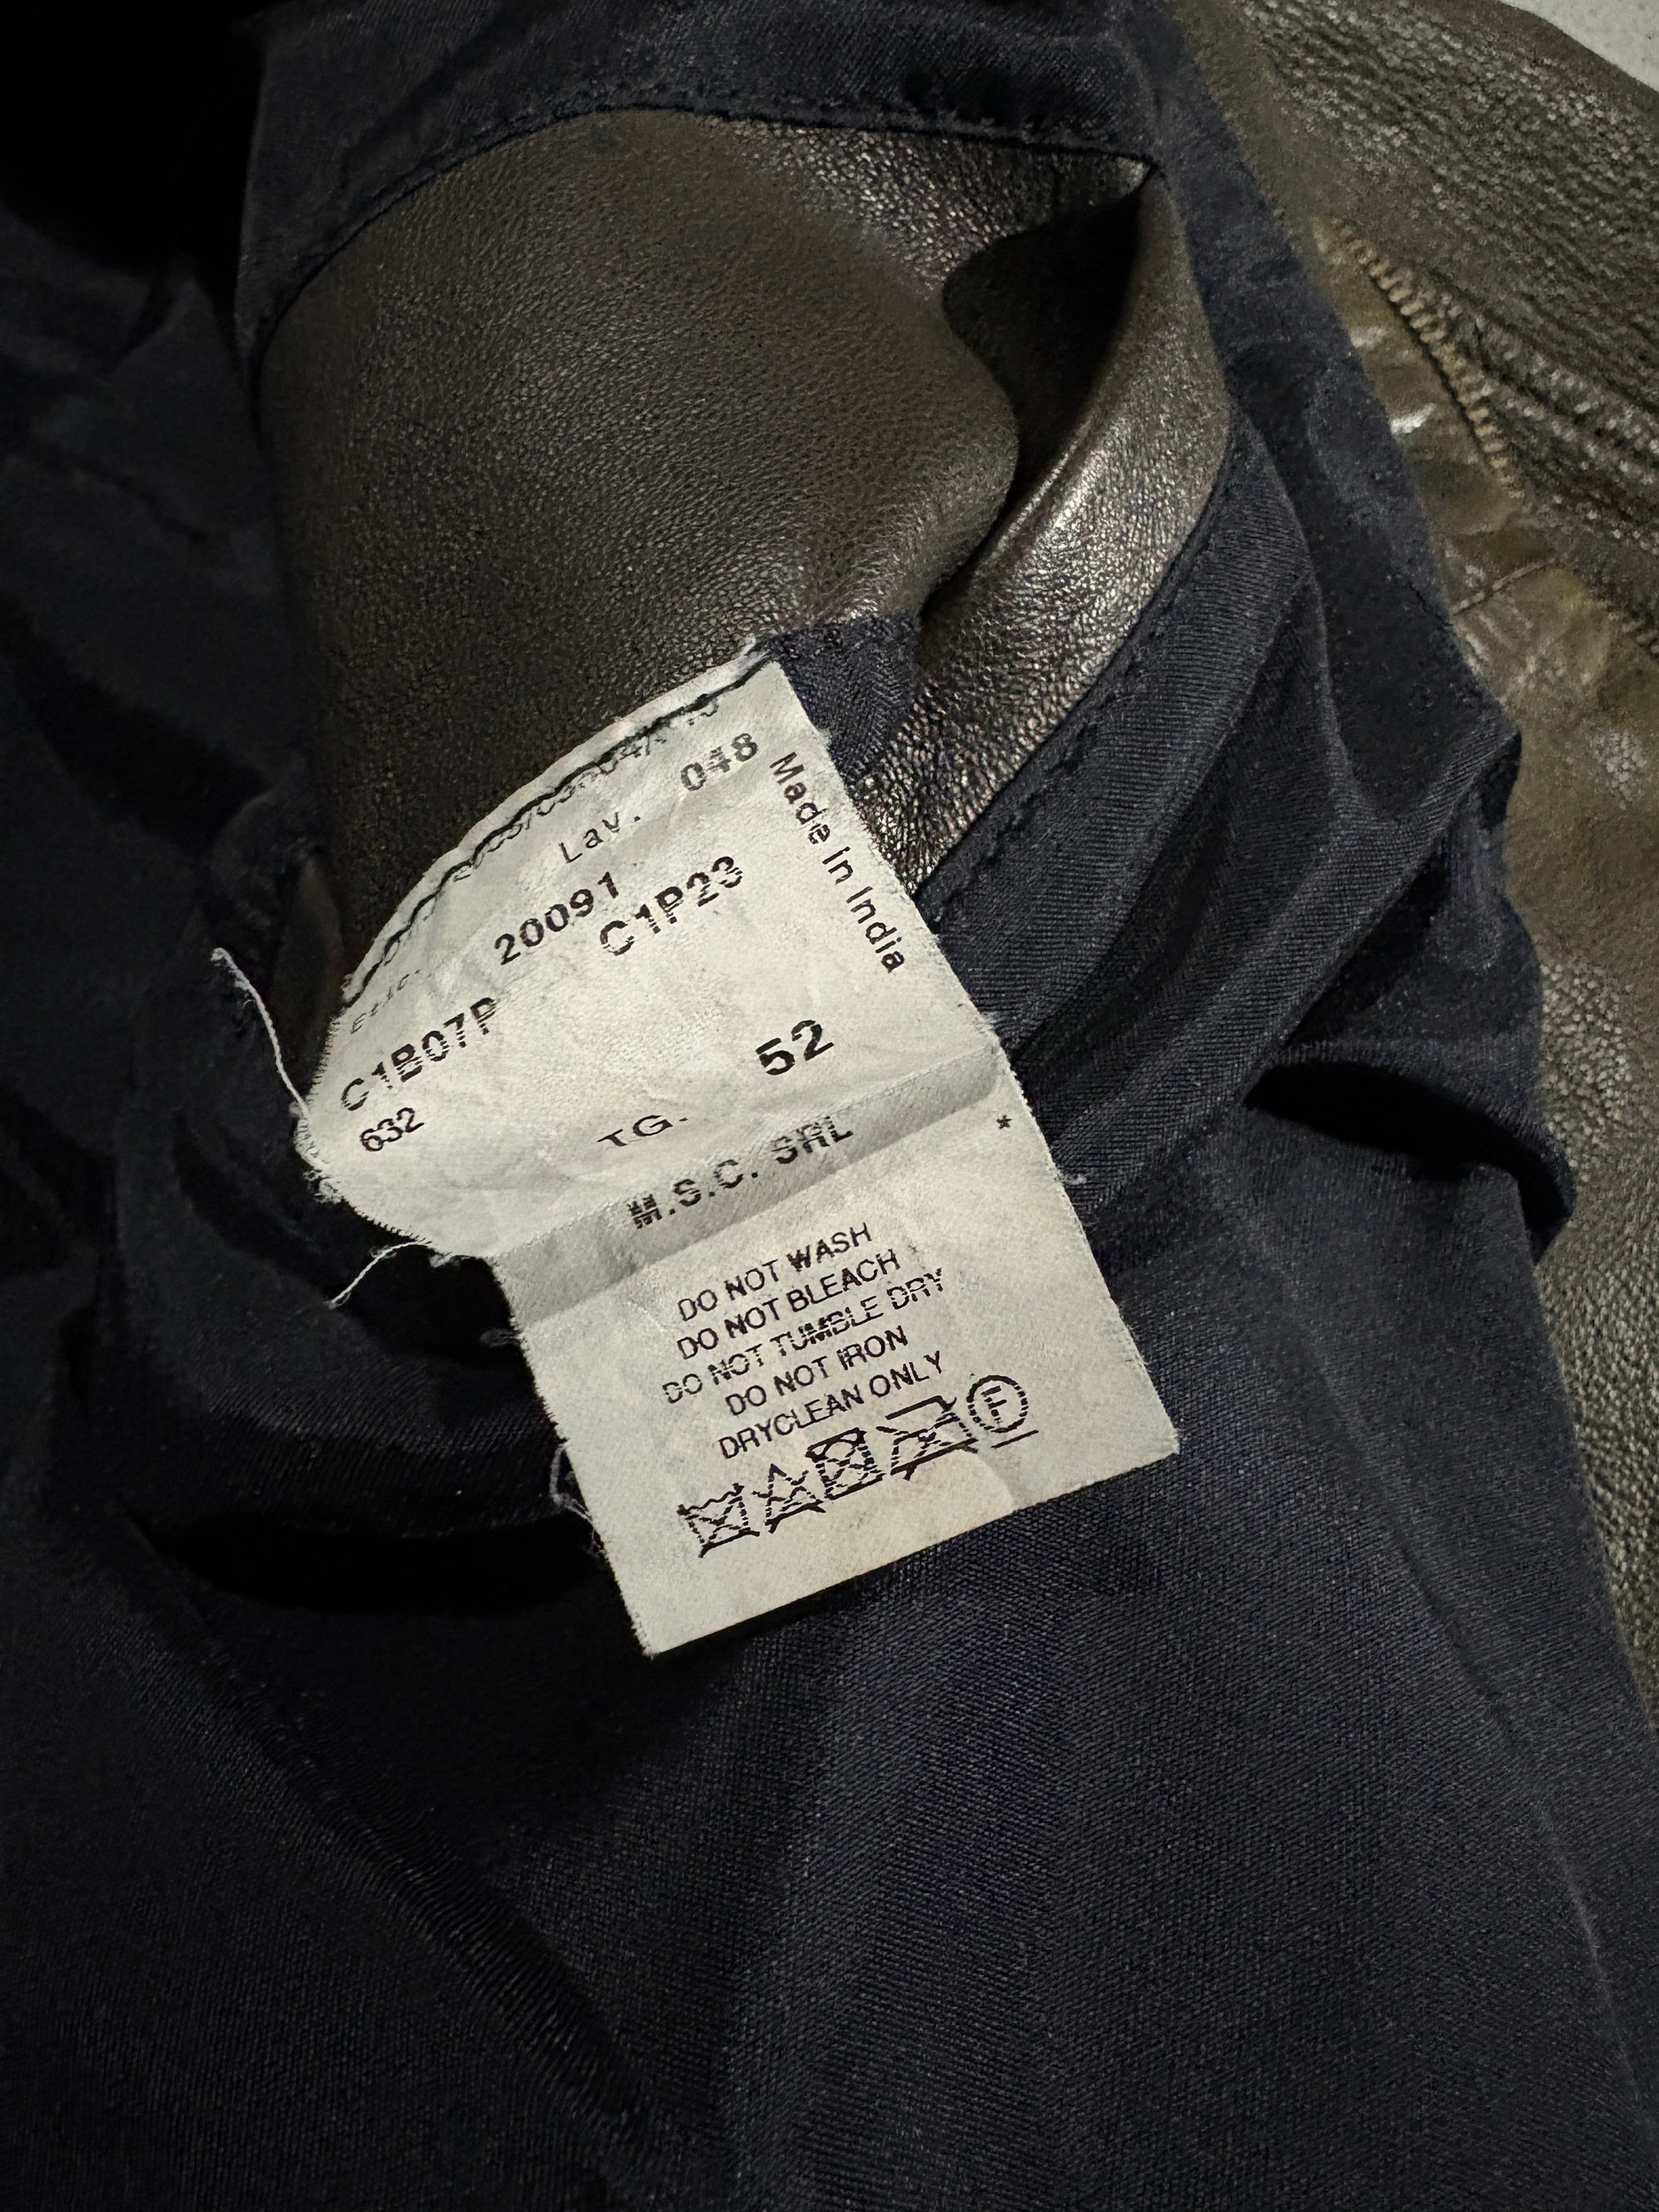 Lav. 048
20091
C1P23
C1B07P
632
TG. 52
M.S.C. SRL
*
DO NOT WASH
DO NOT BLEACH
DO NOT TUMBLE DRY
DO NOT IRON
DRYCLEAN ONLY
F
Made in India